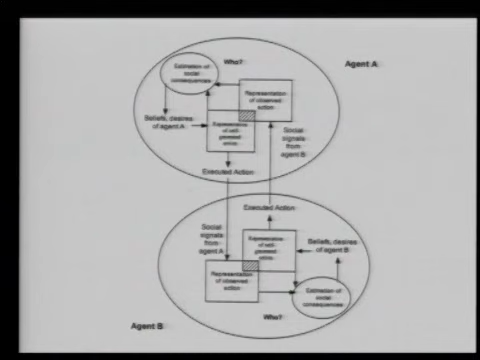 Who?
Agent A
Estimation of
social
consequences
Representation
of observed
action
Beliefs, desires
of agent A
Representation
of self-
action
Social
signals
from
agent B
Executed Action
Executed Action
Social
signals
from
agent A
Representation
of self-
action
Beliefs, desires
of agent B
Representation
of observed
action
Estimation of
social
consequences
Who?
Agent B